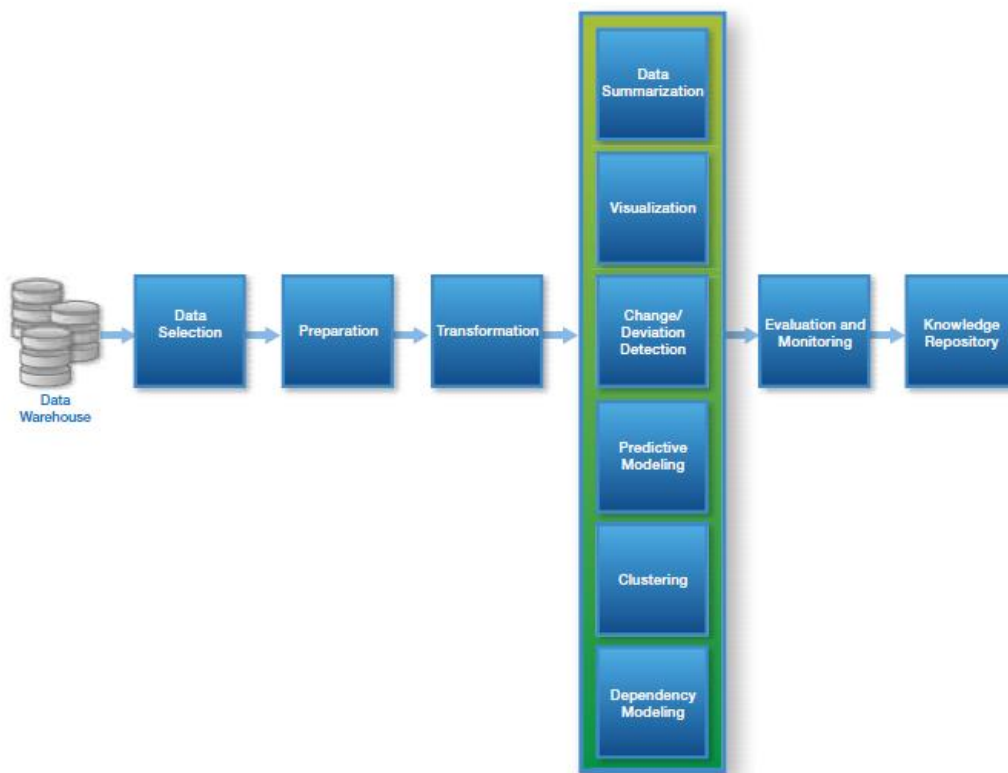 Data
Warehouse
Data
Selection
Preparation
Transformation
Data
Summarization
Visualization
Change/
Deviation
Detection
Predictive
Modeling
Clustering
Dependency
Modeling
Evaluation and
Monitoring
Knowledge
Repository